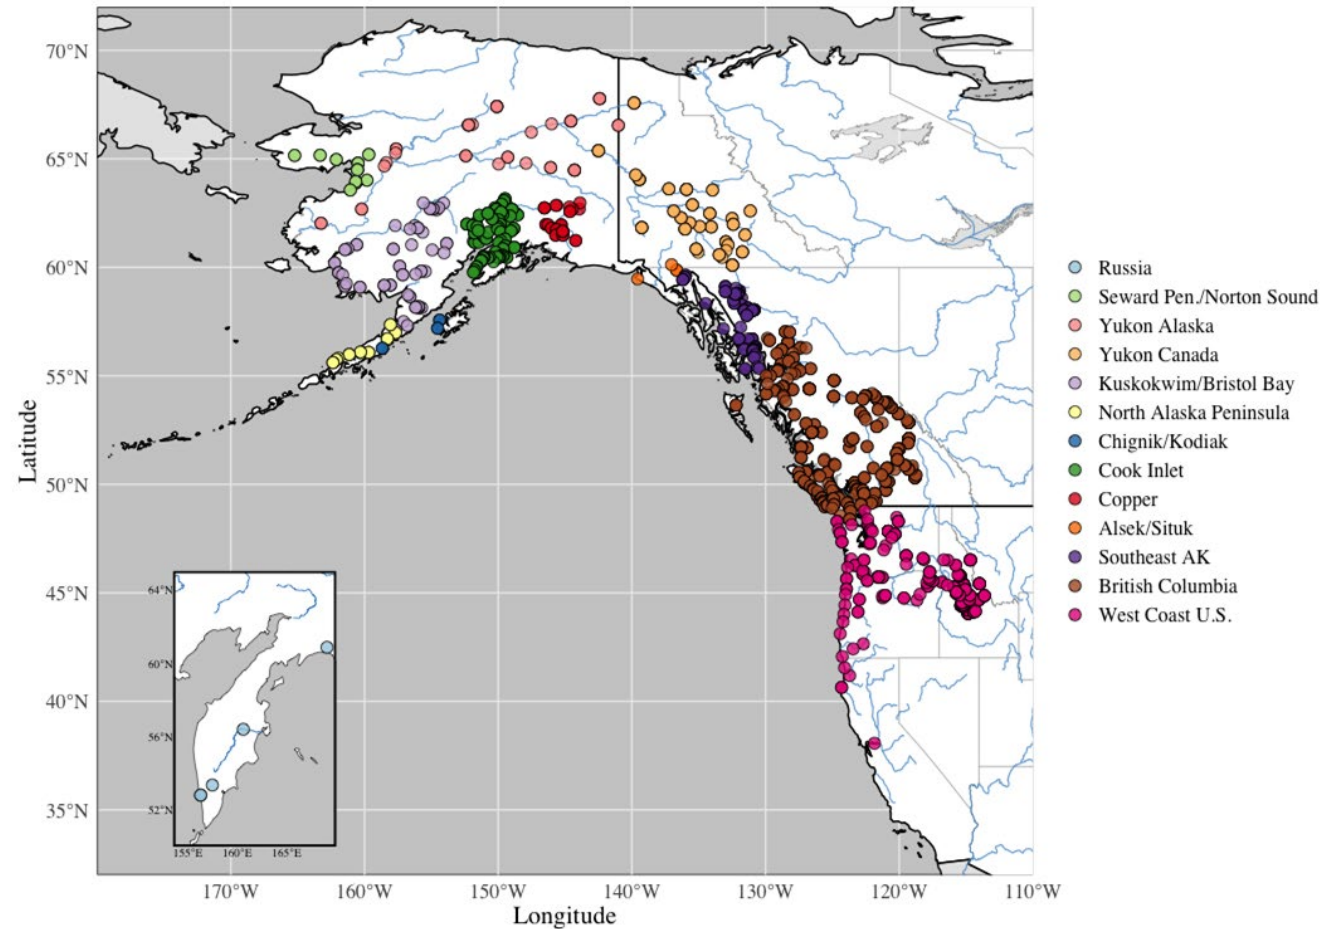 70°N
65°N
60°N
55°N
50°N
45°N
40°N
35°N
Latitude
64°N
60°N
56°N
52°N
155°E 160°E 165°E
170°W 160°W 150°W 140°W 130°W 120°W 110°W
Longitude
Russia
Seward Pen./Norton Sound
Yukon Alaska
Yukon Canada
Kuskokwim/Bristol Bay
North Alaska Peninsula
Chignik/Kodiak
Cook Inlet
Copper
Alsek/Situk
Southeast AK
British Columbia
West Coast U.S.